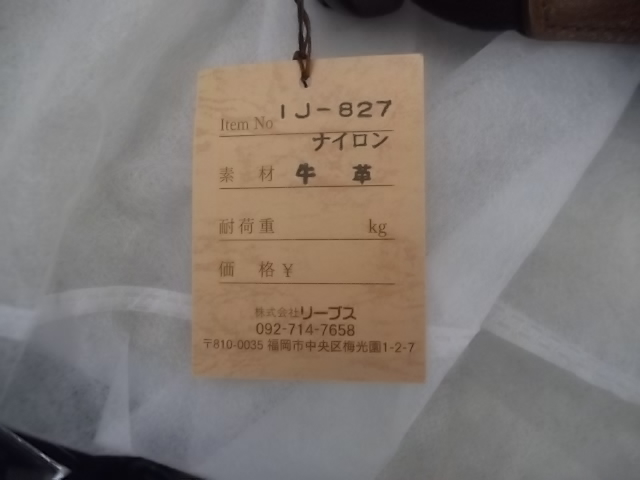 Item No IJ-827
ナイロン
素材 牛革
耐荷重 kg
価格 ¥
株式会社リーブス
092-714-7658
〒810-0035 福岡市中央区梅光園1-2-7